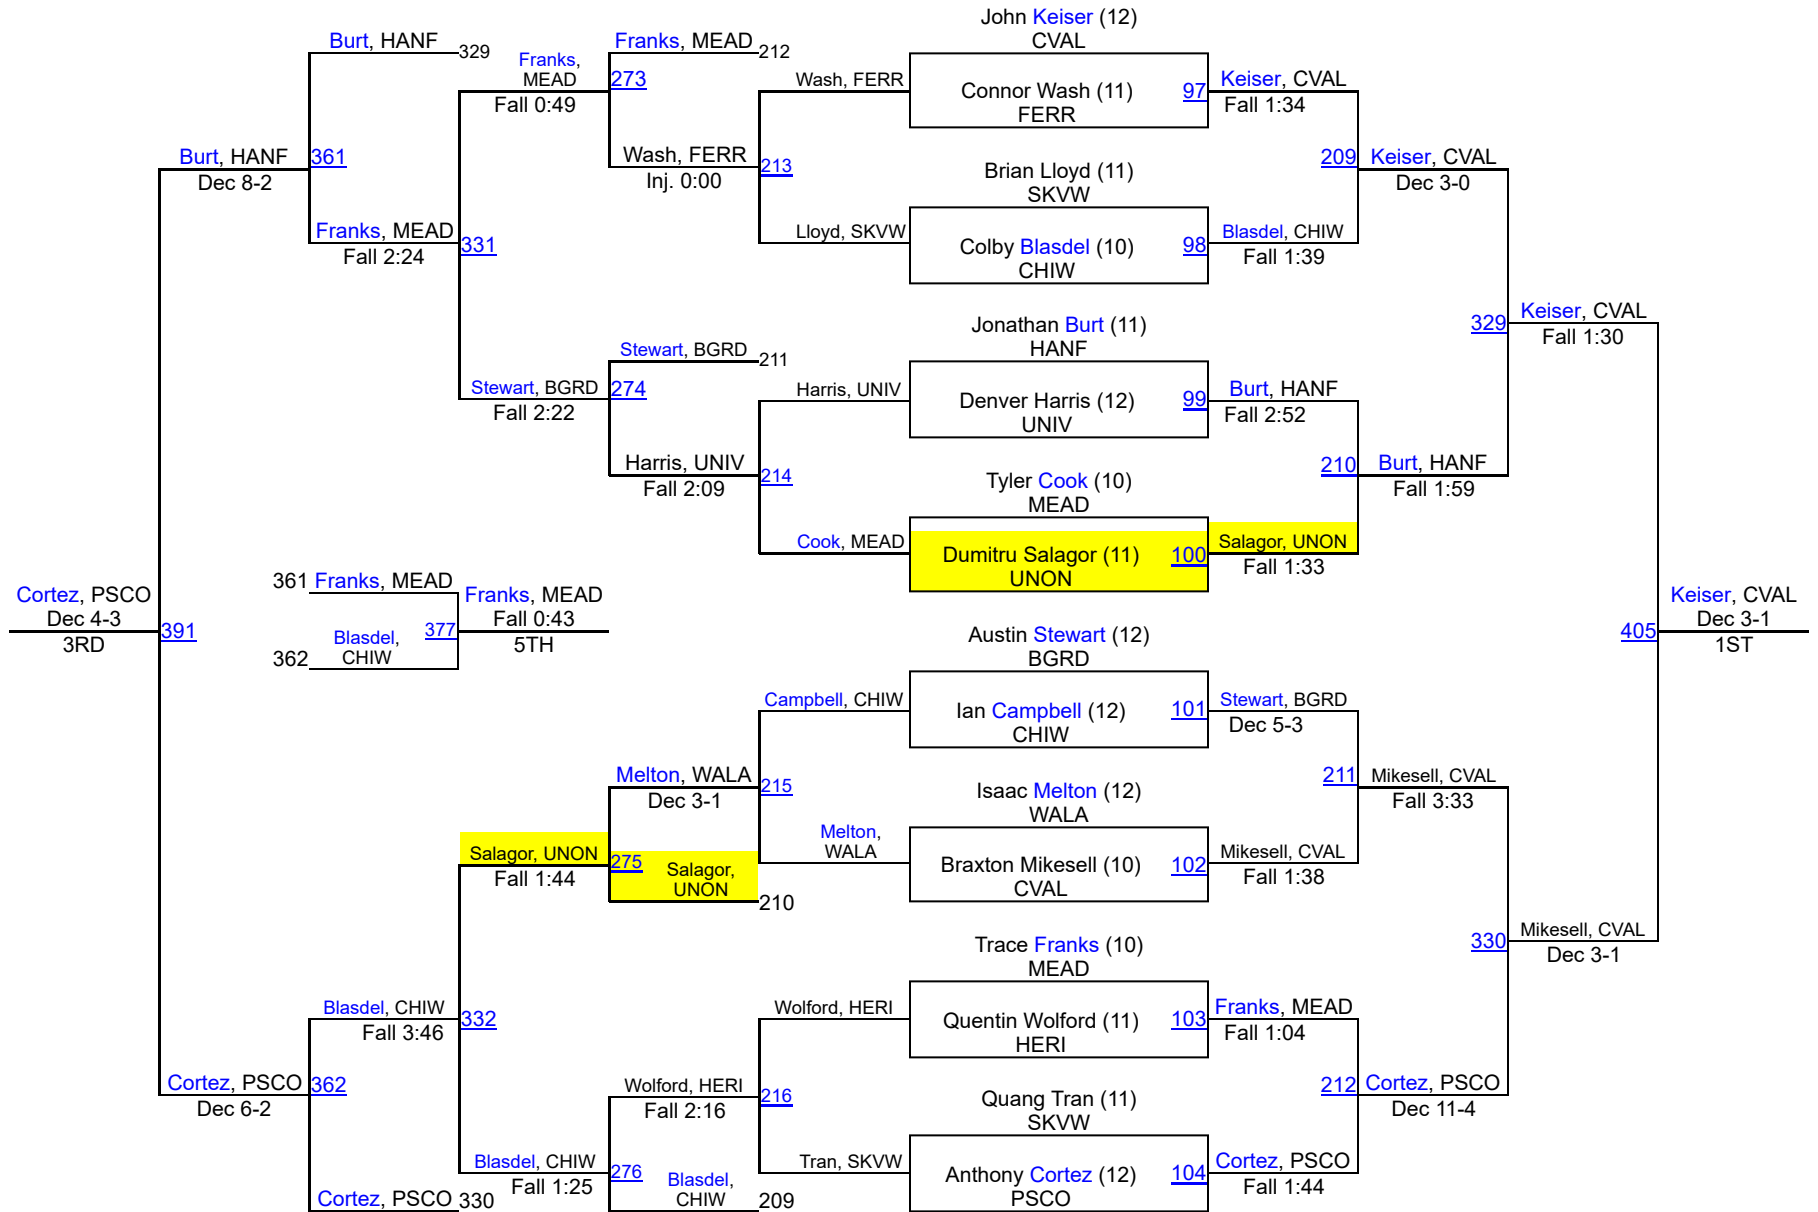 John Keiser (12)
CVAL
Burt, HANF
329
Franks,
MEAD
Fall 0:49
Franks, MEAD
212
273
Wash, FERR
Connor Wash (11)
FERR
97
Keiser, CVAL
Fall 1:34
Burt, HANF
Dec 8-2
361
Wash, FERR
Inj. 0:00
213
Brian Lloyd (11)
SKVW
209
Keiser, CVAL
Dec 3-0
Franks, MEAD
Fall 2:24
331
Lloyd, SKVW
Colby Blasdel (10)
CHIW
98
Blasdel, CHIW
Fall 1:39
Jonathan Burt (11)
HANF
329
Keiser, CVAL
Fall 1:30
Stewart, BGRD
211
Stewart, BGRD
Fall 2:22
274
Harris, UNIV
Denver Harris (12)
UNIV
99
Burt, HANF
Fall 2:52
Harris, UNIV
Fall 2:09
214
Tyler Cook (10)
MEAD
210
Burt, HANF
Fall 1:59
Cook, MEAD
Dumitru Salagor (11)
UNON
100
Salagor, UNON
Fall 1:33
Cortez, PSCO
Dec 4-3
3RD
391
361
Franks, MEAD
362
Blasdel,
CHIW
377
Franks, MEAD
Fall 0:43
5TH
Austin Stewart (12)
BGRD
405
Keiser, CVAL
Dec 3-1
1ST
Campbell, CHIW
Ian Campbell (12)
CHIW
101
Stewart, BGRD
Dec 5-3
Melton, WALA
Dec 3-1
215
Isaac Melton (12)
WALA
211
Mikesell, CVAL
Fall 3:33
Salagor, UNON
Fall 1:44
275
Salagor,
UNON
210
Melton,
WALA
Braxton Mikesell (10)
CVAL
102
Mikesell, CVAL
Fall 1:38
Trace Franks (10)
MEAD
330
Mikesell, CVAL
Dec 3-1
Blasdel, CHIW
Fall 3:46
332
Wolford, HERI
Quentin Wolford (11)
HERI
103
Franks, MEAD
Fall 1:04
Cortez, PSCO
Dec 6-2
362
Wolford, HERI
Fall 2:16
216
Quang Tran (11)
SKVW
212
Cortez, PSCO
Dec 11-4
Blasdel, CHIW
Fall 1:25
276
Blasdel,
CHIW
209
Tran, SKVW
Anthony Cortez (12)
PSCO
104
Cortez, PSCO
Fall 1:44
Cortez, PSCO
330